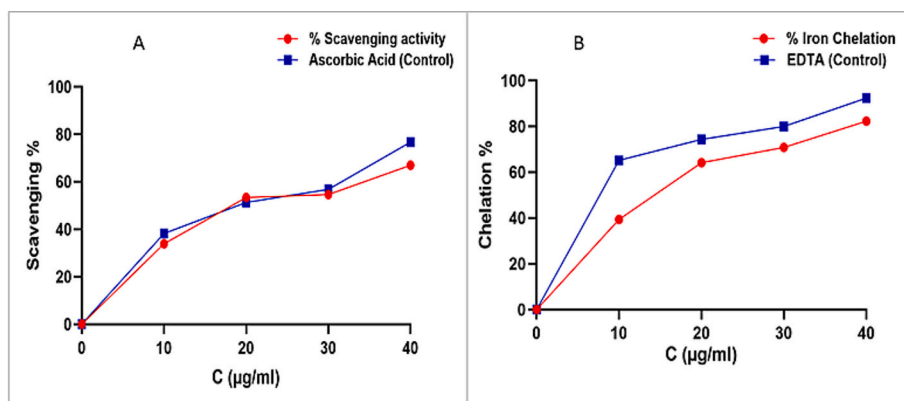 A
% Scavenging activity
Ascorbic Acid (Control)
100
80
60
40
20
0
Scavenging %
0 10 20 30 40
C (µg/ml)
B
% Iron Chelation
EDTA (Control)
100
80
60
40
20
0
Chelation %
0 10 20 30 40
C (µg/ml)